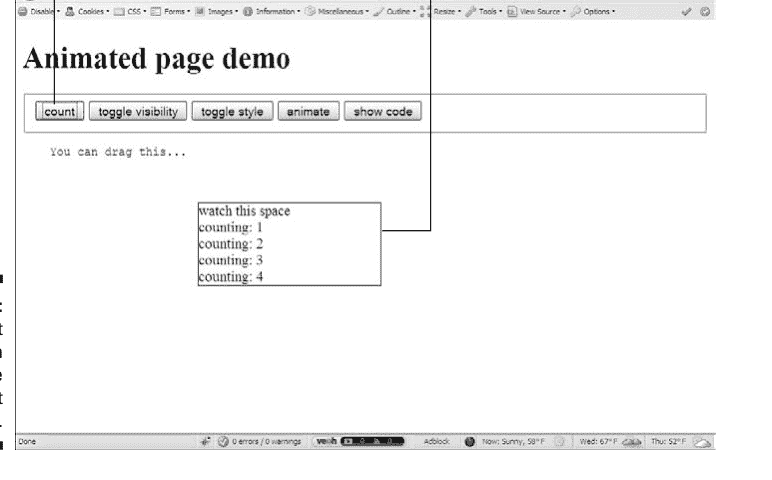 Disable Cookies CSS Forms Images Information Miscellaneous Outline Resize Tools View Source Options
Animated page demo
count toggle visibility toggle style animate show code
You can drag this...
watch this space
counting: 1
counting: 2
counting: 3
counting: 4
:
t
e
t
.
Done 0 errors / 0 warnings veoh Adblock Now: Sunny, 58°F Wed: 67°F Thu: 52°F